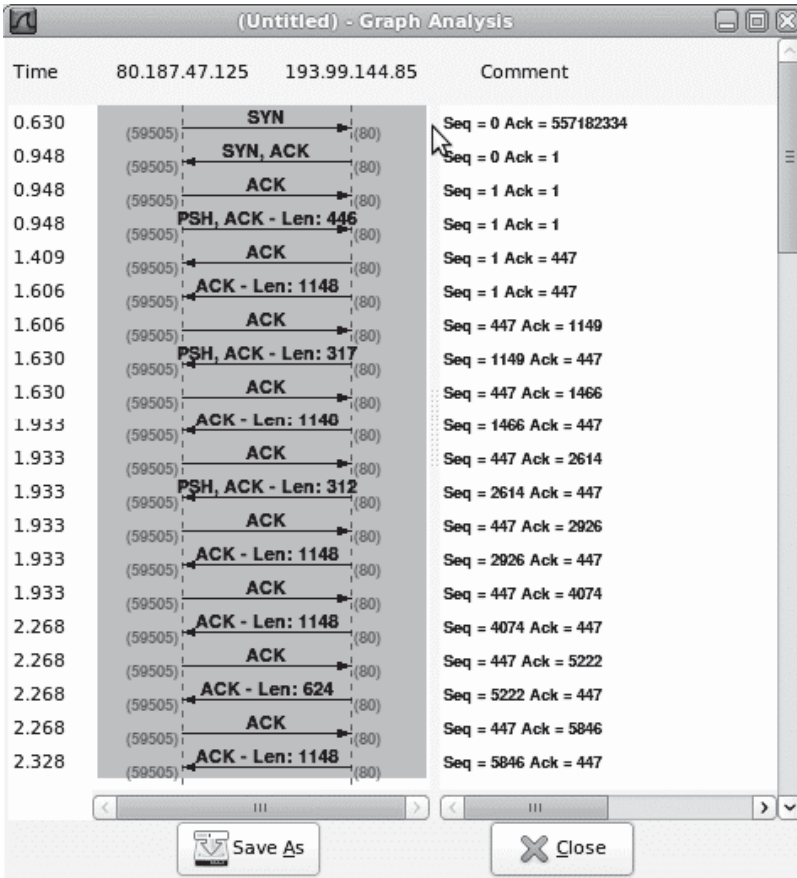 (Untitled) - Graph Analysis
Time 80.187.47.125 193.99.144.85 Comment
0.630 (59505) SYN (80) Seq = 0 Ack = 557182334
0.948 (59505) SYN, ACK (80) Seq = 0 Ack = 1
0.948 (59505) ACK (80) Seq = 1 Ack = 1
0.948 (59505) PSH, ACK - Len: 446 (80) Seq = 1 Ack = 1
1.409 (59505) ACK (80) Seq = 1 Ack = 447
1.606 (59505) ACK - Len: 1148 (80) Seq = 1 Ack = 447
1.606 (59505) ACK (80) Seq = 447 Ack = 1149
1.630 (59505) PSH, ACK - Len: 317 (80) Seq = 1149 Ack = 447
1.630 (59505) ACK (80) Seq = 447 Ack = 1466
1.933 (59505) ACK - Len: 1148 (80) Seq = 1466 Ack = 447
1.933 (59505) ACK (80) Seq = 447 Ack = 2614
1.933 (59505) PSH, ACK - Len: 312 (80) Seq = 2614 Ack = 447
1.933 (59505) ACK (80) Seq = 447 Ack = 2926
1.933 (59505) ACK - Len: 1148 (80) Seq = 2926 Ack = 447
1.933 (59505) ACK (80) Seq = 447 Ack = 4074
2.268 (59505) ACK - Len: 1148 (80) Seq = 4074 Ack = 447
2.268 (59505) ACK (80) Seq = 447 Ack = 5222
2.268 (59505) ACK - Len: 624 (80) Seq = 5222 Ack = 447
2.268 (59505) ACK (80) Seq = 447 Ack = 5846
2.328 (59505) ACK - Len: 1148 (80) Seq = 5846 Ack = 447
Save As Close